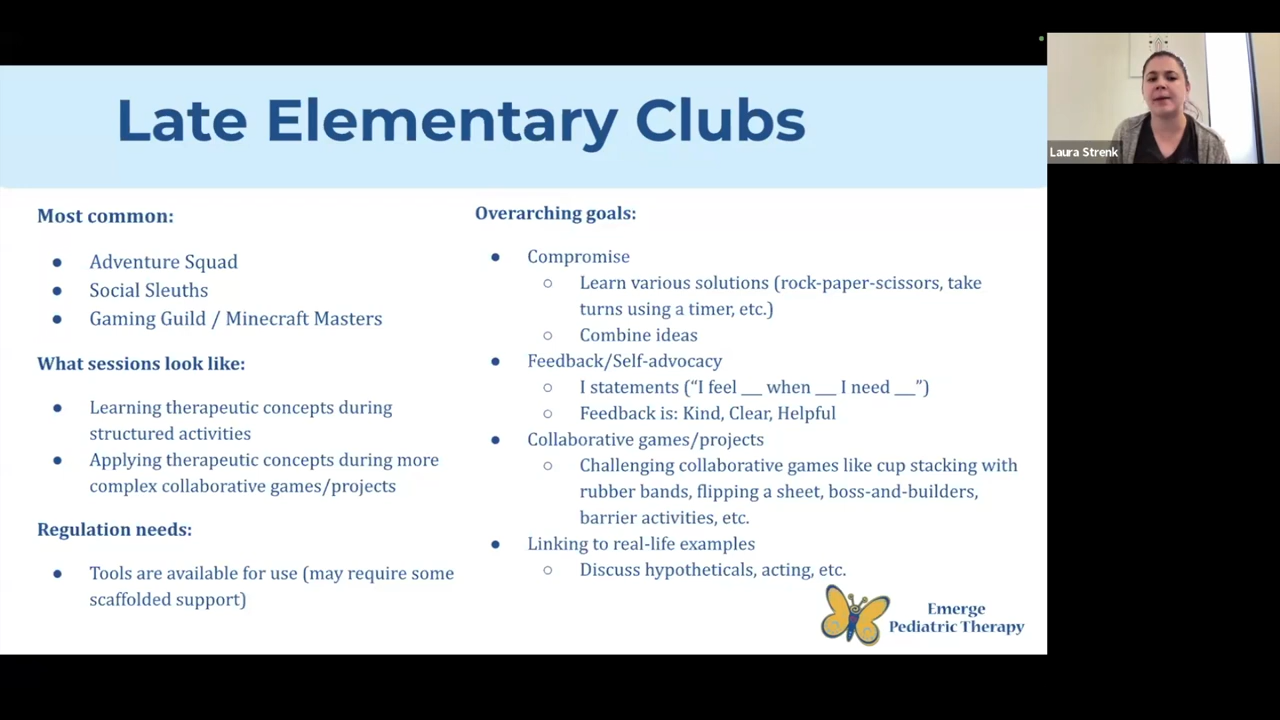 Late Elementary Clubs
Laura Strenk
Most common:
● Adventure Squad
● Social Sleuths
● Gaming Guild / Minecraft Masters
What sessions look like:
● Learning therapeutic concepts during
structured activities
● Applying therapeutic concepts during more
complex collaborative games/projects
Regulation needs:
● Tools are available for use (may require some
scaffolded support)
Overarching goals:
● Compromise
○ Learn various solutions (rock-paper-scissors, take
turns using a timer, etc.)
○ Combine ideas
● Feedback/Self-advocacy
○ I statements (“I feel ___ when ___ I need ___”)
○ Feedback is: Kind, Clear, Helpful
● Collaborative games/projects
○ Challenging collaborative games like cup stacking with
rubber bands, flipping a sheet, boss-and-builders,
barrier activities, etc.
● Linking to real-life examples
○ Discuss hypotheticals, acting, etc.
Emerge
Pediatric Therapy